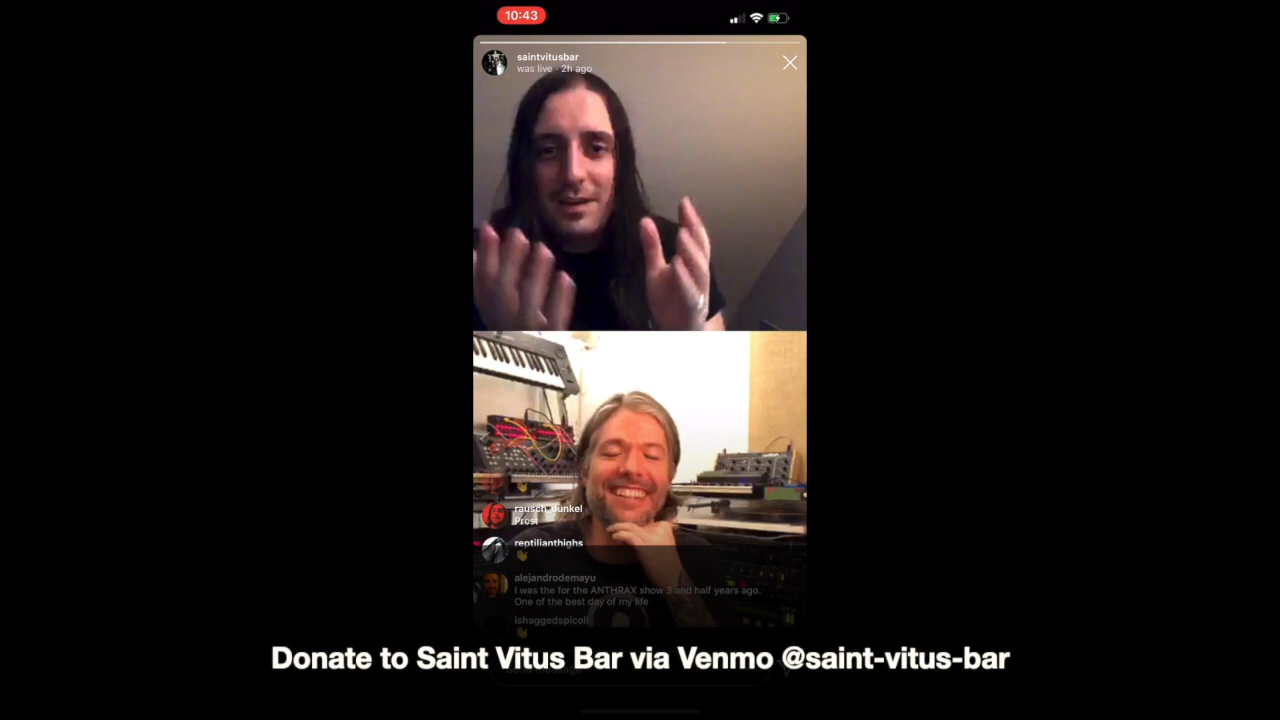 10:43
saintvitusbar
was live · 2h ago
rausch_dunkel
Prost
reptilianthighs
alejandrodemayu
I was the for the ANTHRAX show 3 and half years ago.
One of the best day of my life
ishaggedspicoli
Donate to Saint Vitus Bar via Venmo @saint-vitus-bar